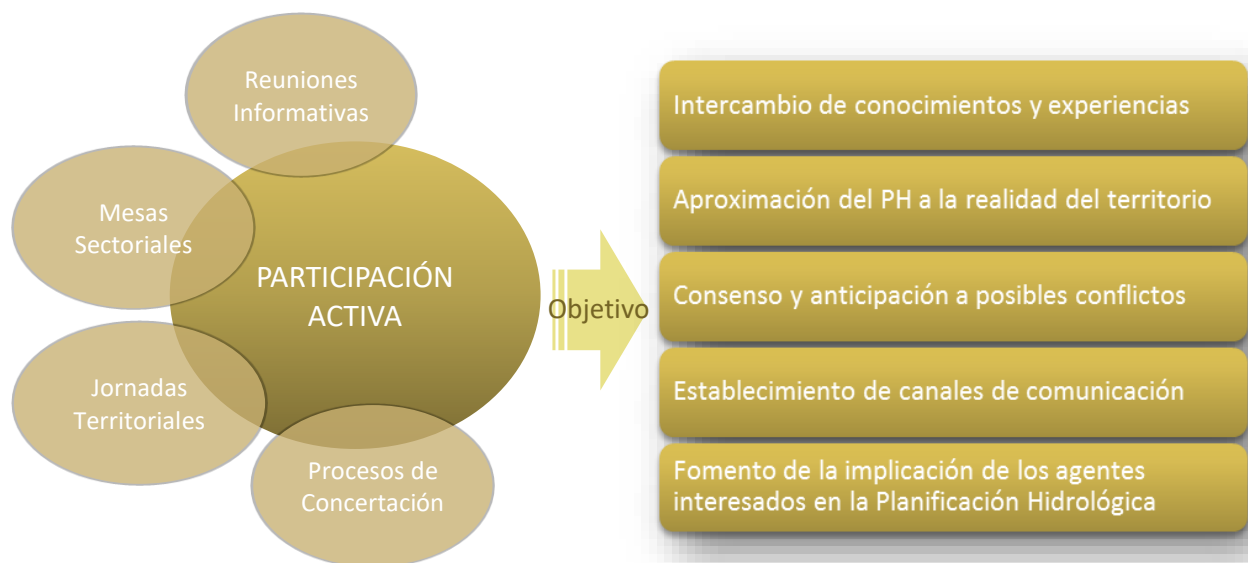 Reuniones
Informativas
Mesas
Sectoriales
PARTICIPACIÓN
ACTIVA
Jornadas
Territoriales
Procesos de
Concertación
Objetivo
Intercambio de conocimientos y experiencias
Aproximación del PH a la realidad del territorio
Consenso y anticipación a posibles conflictos
Establecimiento de canales de comunicación
Fomento de la implicación de los agentes
interesados en la Planificación Hidrológica